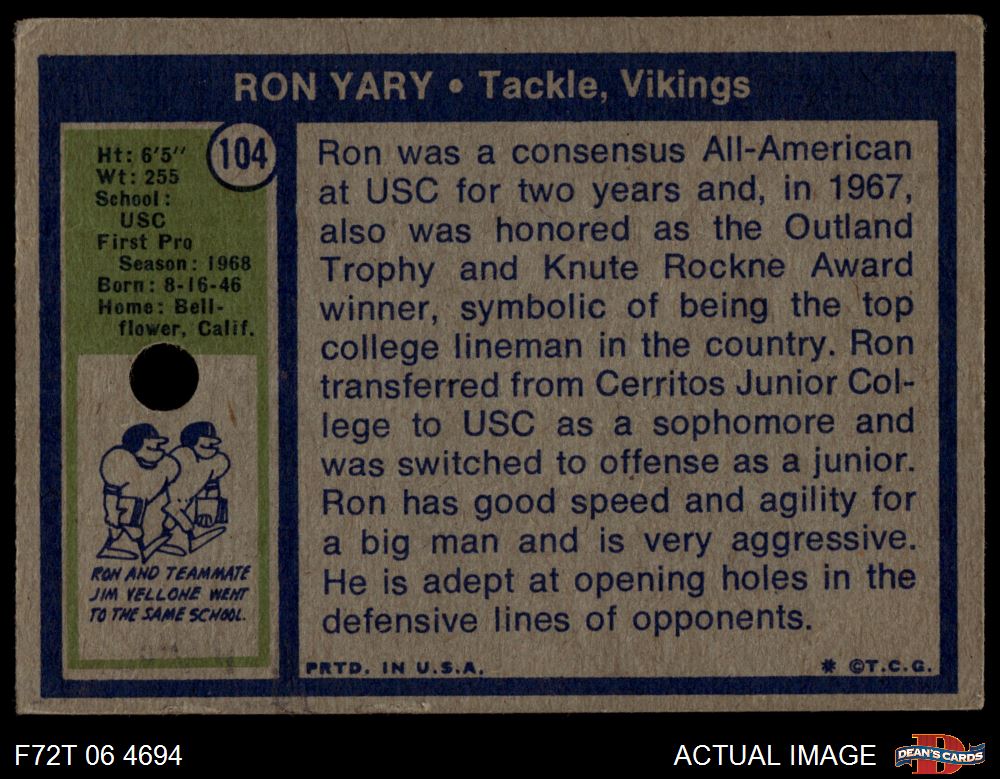 RON YARY • Tackle, Vikings
104
Ht: 6'5"
Wt: 255
School:
USC
First Pro
Season: 1968
Born: 8-16-46
Home: Bell-
flower, Calif.
RON AND TEAMMATE
JIM VELLONE WENT
TO THE SAME SCHOOL.
Ron was a consensus All-American
at USC for two years and, in 1967,
also was honored as the Outland
Trophy and Knute Rockne Award
winner, symbolic of being the top
college lineman in the country. Ron
transferred from Cerritos Junior Col-
lege to USC as a sophomore and
was switched to offense as a junior.
Ron has good speed and agility for
a big man and is very aggressive.
He is adept at opening holes in the
defensive lines of opponents.
PRTD. IN U.S.A.
* ©T.C.G.
F72T 06 4694
ACTUAL IMAGE
D
DEAN'S CARDS